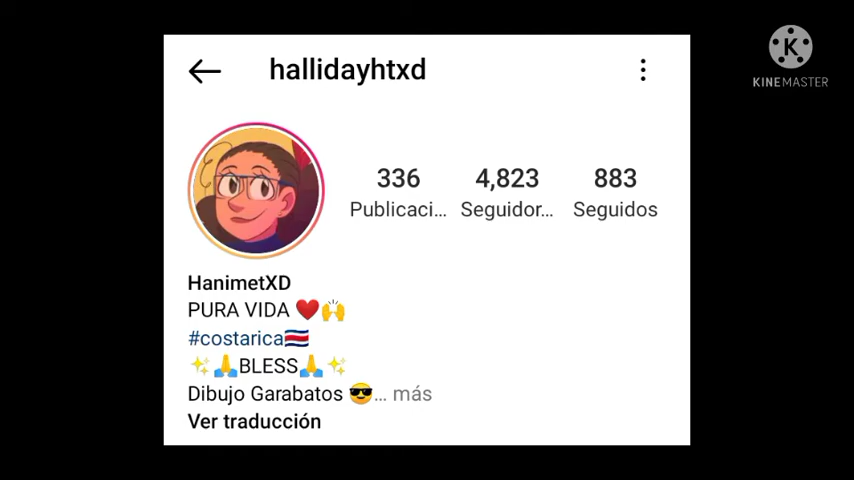 hallidayhtxd
336 4,823 883
Publicaci... Seguidor... Seguidos
HanimetXD
PURA VIDA ❤️🙌
#costarica🇨🇷
✨🙏BLESS🙏✨
Dibujo Garabatos 😎... más
Ver traducción
K
KINEMASTER